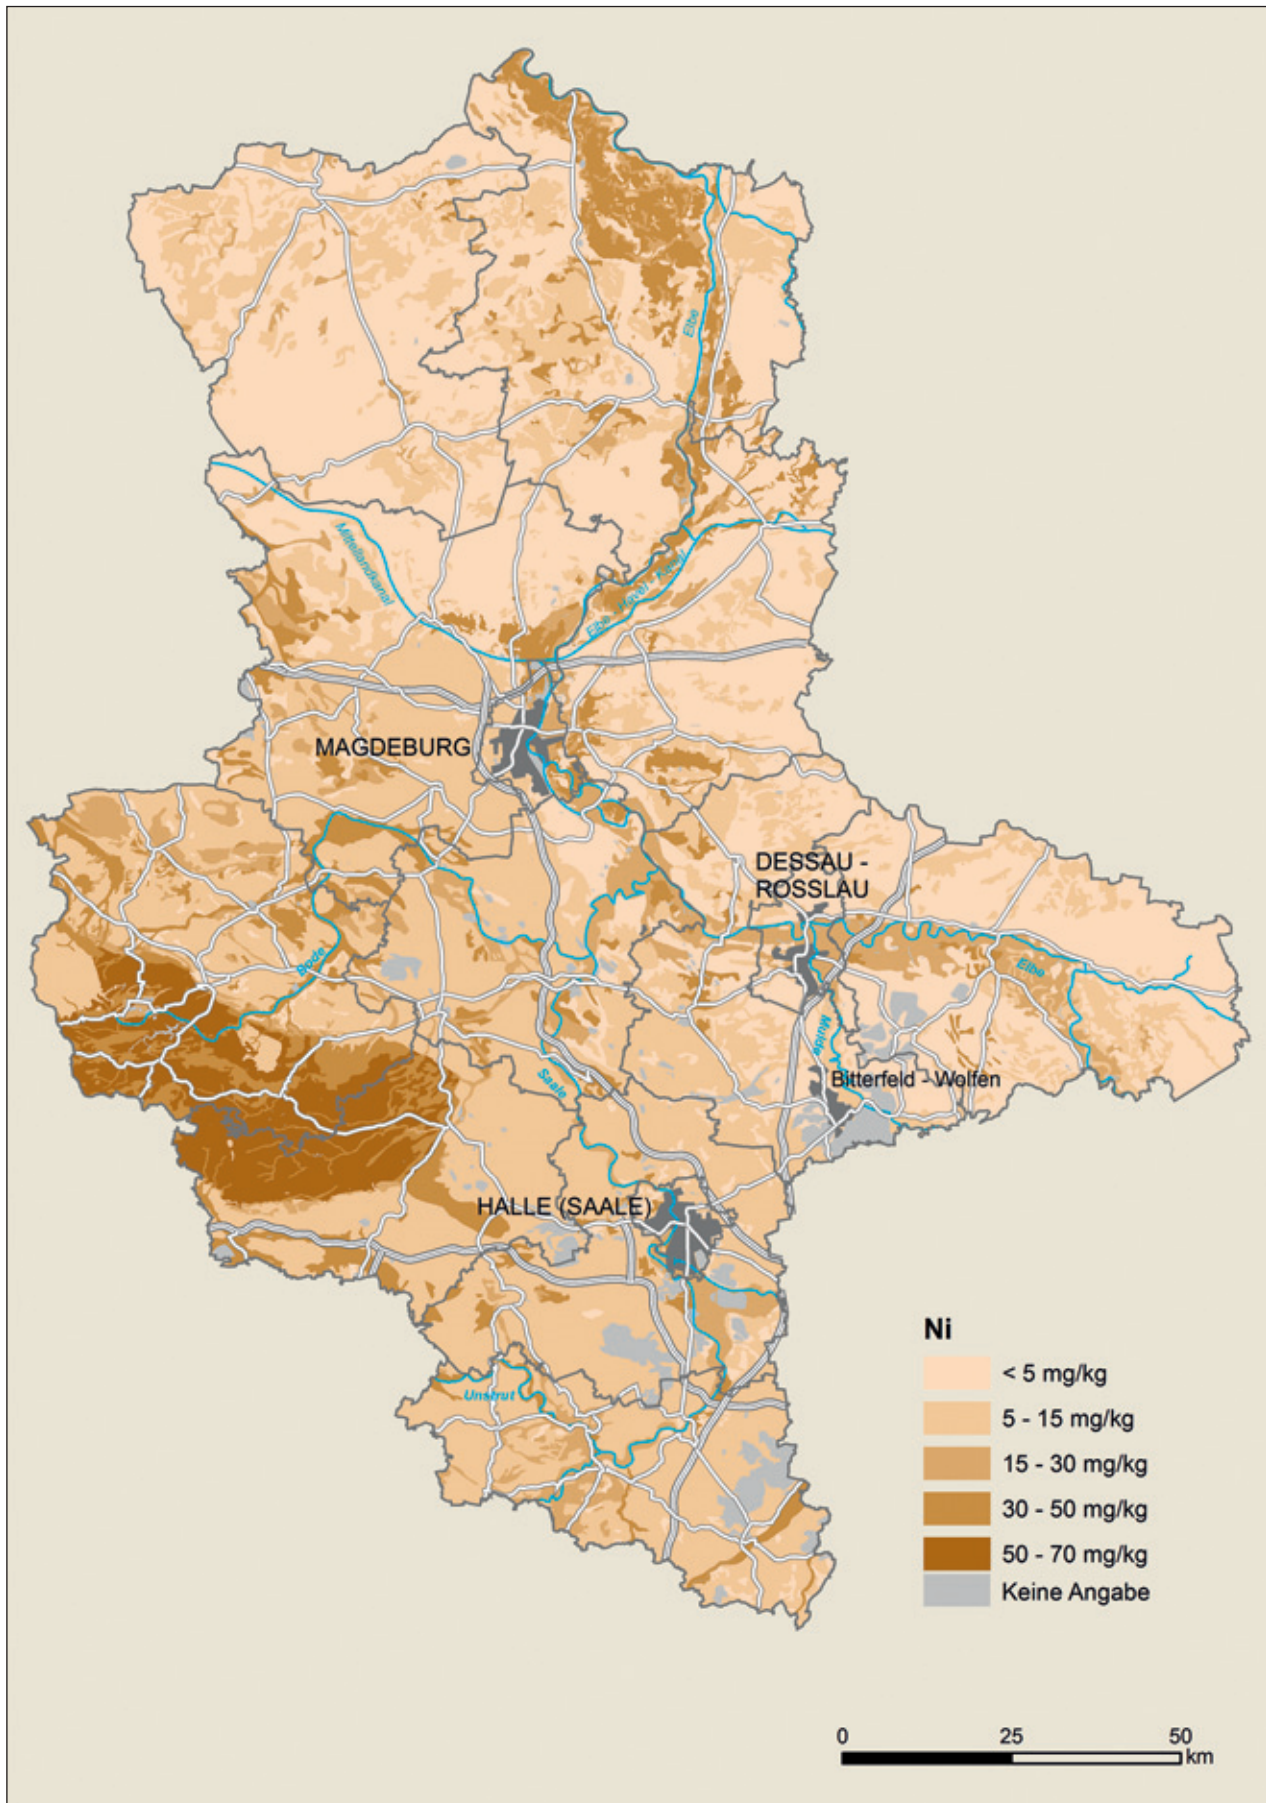 Elbe
Mittellandkanal
Elbe - Havel - Kanal
MAGDEBURG
DESSAU -
ROSSLAU
Bode
Elbe
Mulde
Saale
Bitterfeld - Wolfen
HALLE (SAALE)
Unstrut
Ni
< 5 mg/kg
5 - 15 mg/kg
15 - 30 mg/kg
30 - 50 mg/kg
50 - 70 mg/kg
Keine Angabe
0 25 50
km